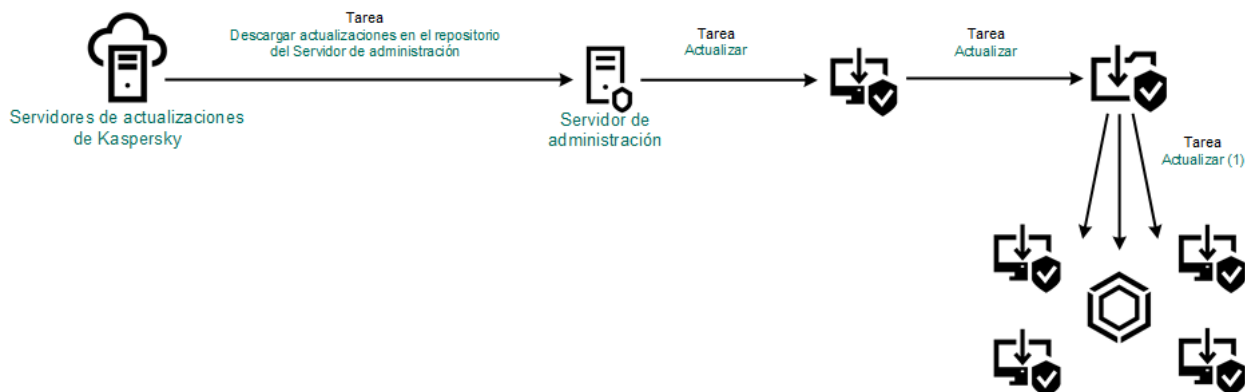 Tarea
Descargar actualizaciones en el repositorio
del Servidor de administración
Tarea
Actualizar
Tarea
Actualizar
Servidores de actualizaciones
de Kaspersky
Servidor de
administración
Tarea
Actualizar (1)